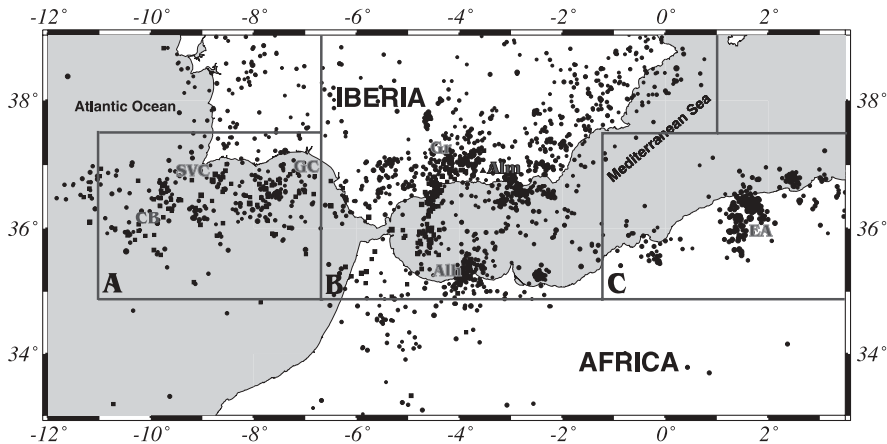 -12° -10° -8° -6° -4° -2° 0° 2°
38° 38°
36° 36°
34° 34°
Atlantic Ocean
IBERIA
Mediterranean Sea
SVC
GC
Gr
Alm
CB
EA
AlH
A
B
C
AFRICA
-12° -10° -8° -6° -4° -2° 0° 2°